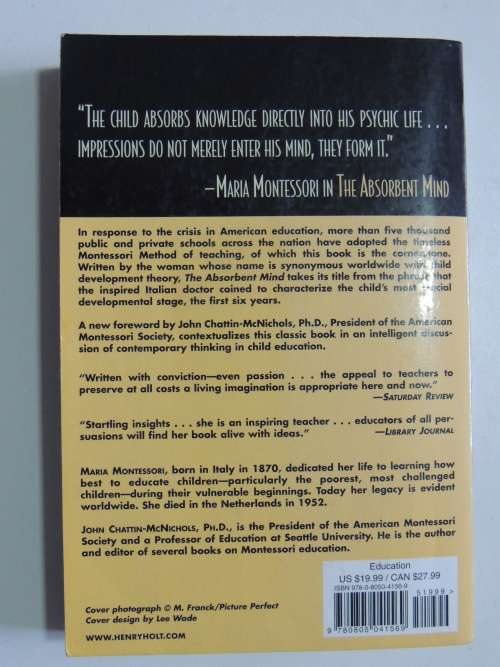 “THE CHILD ABSORBS KNOWLEDGE DIRECTLY INTO HIS PSYCHIC LIFE . . .
IMPRESSIONS DO NOT MERELY ENTER HIS MIND, THEY FORM IT.”
—MARIA MONTESSORI IN THE ABSORBENT MIND
In response to the crisis in American education, more than five thousand
public and private schools across the nation have adopted the timeless
Montessori Method of teaching, of which this book is the cornerstone.
Written by the woman whose name is synonymous worldwide with child
development theory, The Absorbent Mind takes its title from the phrase that
the inspired Italian doctor coined to characterize the child’s most crucial
developmental stage, the first six years.
A new foreword by John Chattin-McNichols, Ph.D., President of the American
Montessori Society, contextualizes this classic book in an intelligent discus-
sion of contemporary thinking in child education.
“Written with conviction—even passion . . . the appeal to teachers to
preserve at all costs a living imagination is appropriate here and now.”
—SATURDAY REVIEW
“Startling insights . . . she is an inspiring teacher . . . educators of all per-
suasions will find her book alive with ideas.” —LIBRARY JOURNAL
MARIA MONTESSORI, born in Italy in 1870, dedicated her life to learning how
best to educate children—particularly the poorest, most challenged
children—during their vulnerable beginnings. Today her legacy is evident
worldwide. She died in the Netherlands in 1952.
JOHN CHATTIN-MCNICHOLS, PH.D., is the President of the American Montessori
Society and a Professor of Education at Seattle University. He is the author
and editor of several books on Montessori education.
Education
US $19.99 / CAN $27.99
ISBN 978-0-8050-4156-9
51999>
9 780805 041569
Cover photograph © M. Franck/Picture Perfect
Cover design by Lee Wade
WWW.HENRYHOLT.COM